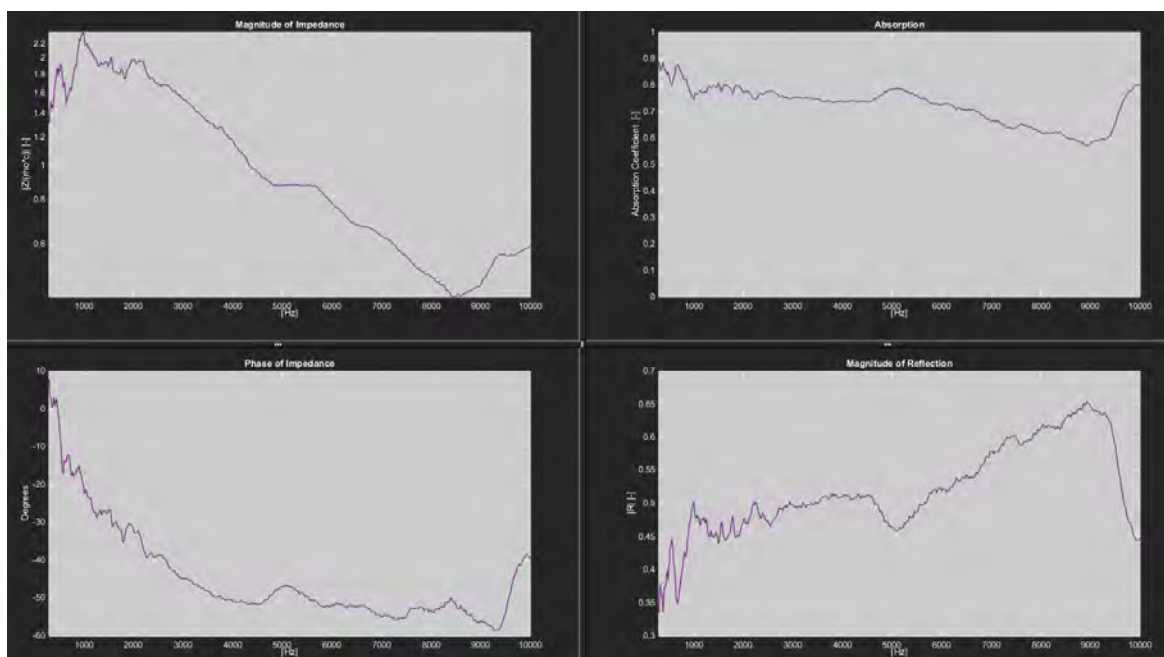 Magnitude of Impedance
|Z/(rho*c)| [-]
2.2
2
1.8
1.6
1.4
1.2
1
0.8
0.6
1000 2000 3000 4000 5000 6000 7000 8000 9000 10000
[Hz]
Absorption
Absorption Coefficient [-]
1
0.9
0.8
0.7
0.6
0.5
0.4
0.3
0.2
0.1
0
1000 2000 3000 4000 5000 6000 7000 8000 9000 10000
[Hz]
Phase of Impedance
Degrees
10
0
-10
-20
-30
-40
-50
-60
1000 2000 3000 4000 5000 6000 7000 8000 9000 10000
[Hz]
Magnitude of Reflection
|R| [-]
0.7
0.65
0.6
0.55
0.5
0.45
0.4
0.35
0.3
1000 2000 3000 4000 5000 6000 7000 8000 9000 10000
[Hz]